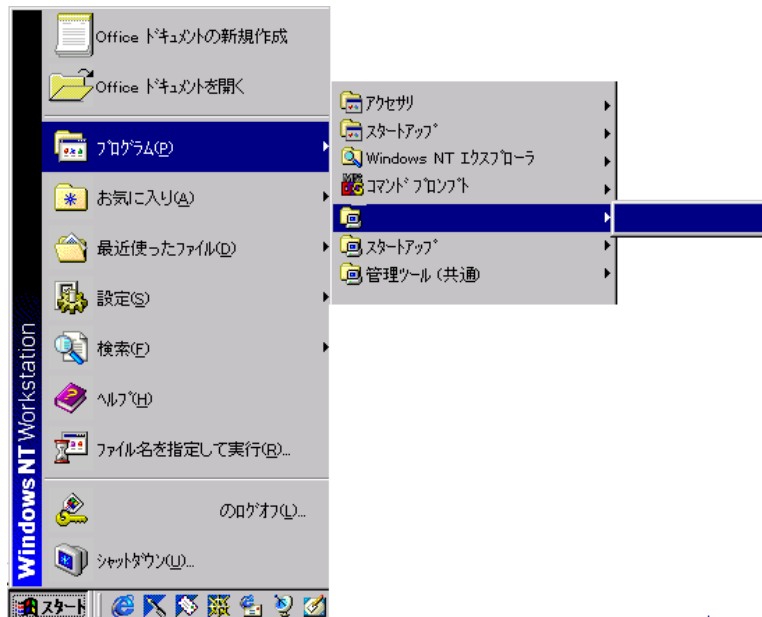 Office ﾄﾞｷｭﾒﾝﾄの新規作成
Office ﾄﾞｷｭﾒﾝﾄを開く
ﾌﾟﾛｸﾞﾗﾑ(P)
お気に入り(A)
最近使ったﾌｧｲﾙ(D)
設定(S)
検索(F)
ﾍﾙﾌﾟ(H)
ﾌｧｲﾙ名を指定して実行(R)...
のﾛｸﾞｵﾌ(L)...
ｼｬｯﾄﾀﾞｳﾝ(U)...
Windows NT Workstation
ｽﾀｰﾄ
ｱｸｾｻﾘ
ｽﾀｰﾄｱｯﾌﾟ
Windows NT ｴｸｽﾌﾟﾛｰﾗ
ｺﾏﾝﾄﾞ ﾌﾟﾛﾝﾌﾟﾄ
ｽﾀｰﾄｱｯﾌﾟ
管理ﾂｰﾙ (共通)